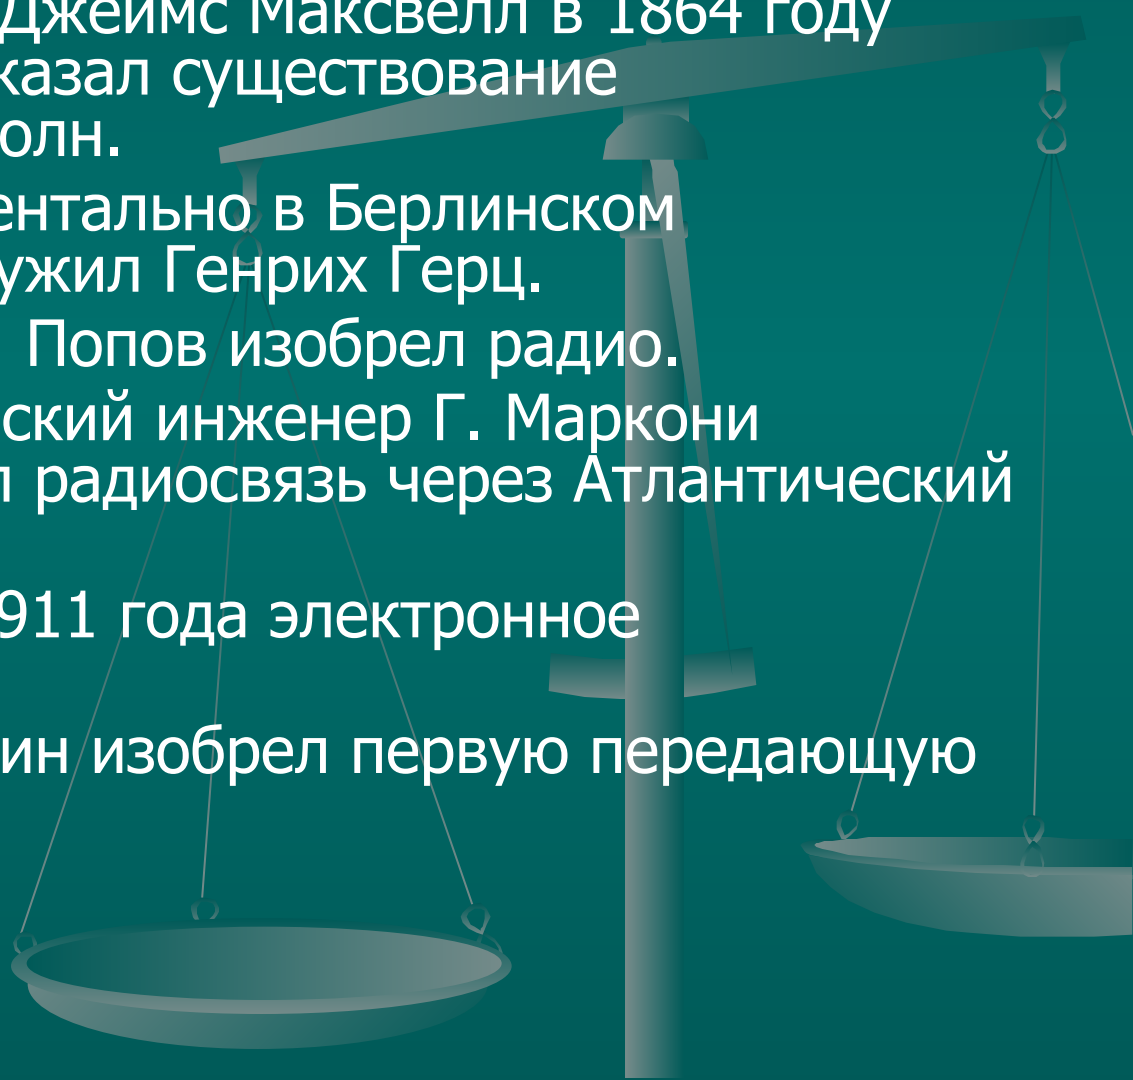 Джеймс Максвелл в 1864 году
казал существование
олн.
ентально в Берлинском
ужил Генрих Герц.
Попов изобрел радио.
ский инженер Г. Маркони
л радиосвязь через Атлантический
911 года электронное
ин изобрел первую передающую